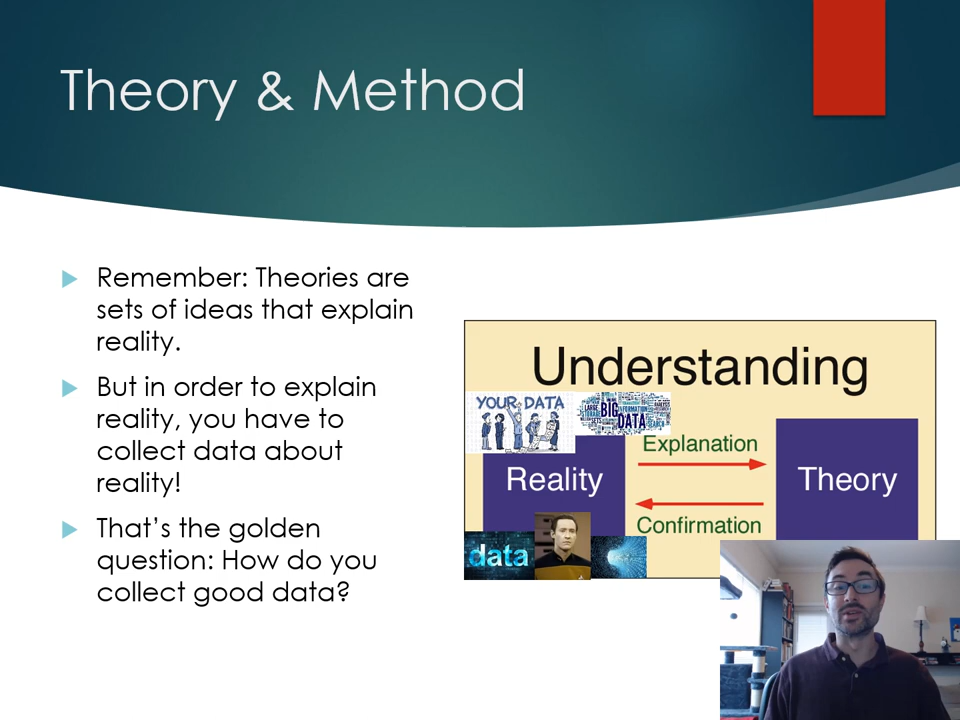 Theory & Method
Remember: Theories are
sets of ideas that explain
reality.
But in order to explain
reality, you have to
collect data about
reality!
That’s the golden
question: How do you
collect good data?
Understanding
YOUR DATA
BIG
DATA
Explanation
Reality
Theory
Confirmation
data